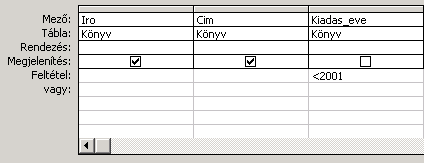 Mező: Iro Cim Kiadas_eve
Tábla: Könyv Könyv Könyv
Rendezés:
Megjelenítés:
Feltétel: <2001
vagy: